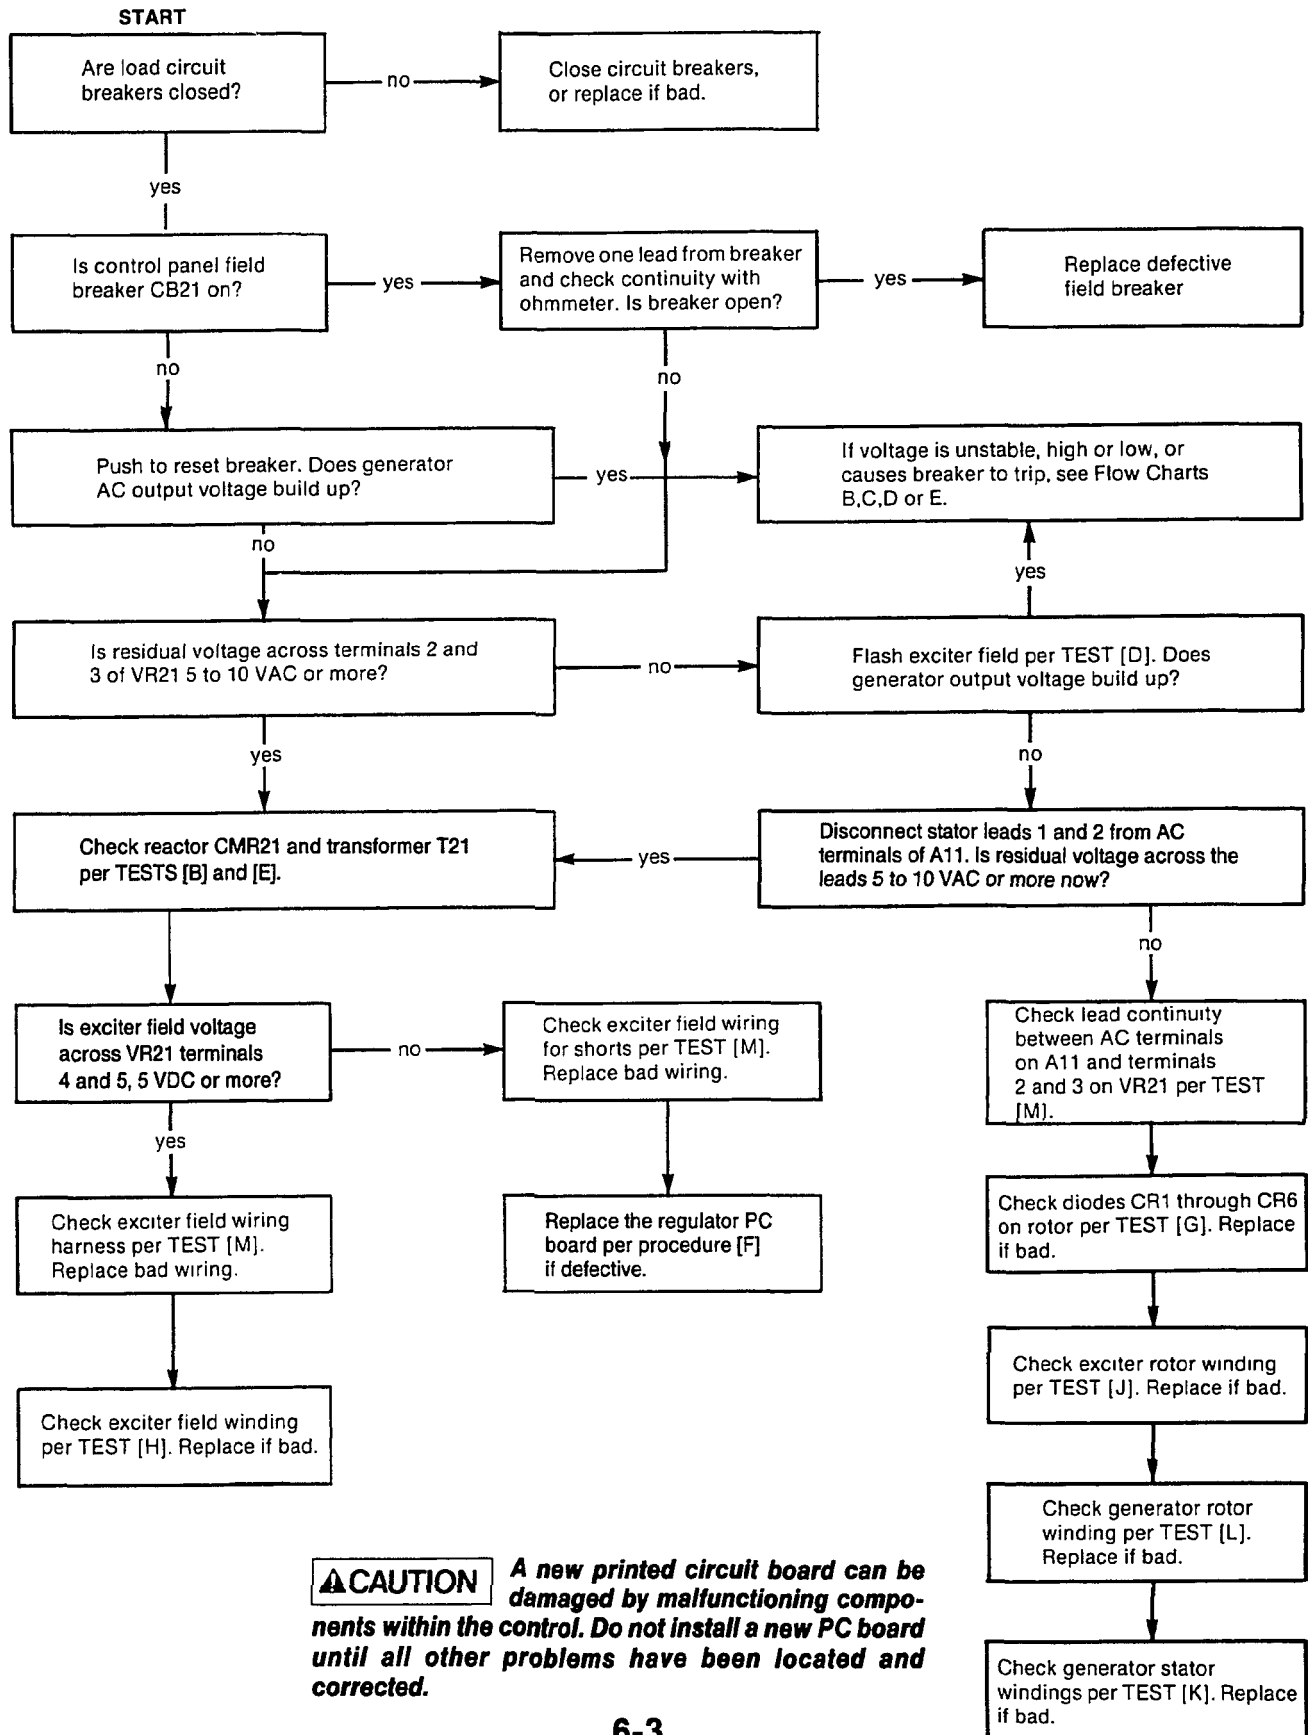 START
Are load circuit
breakers closed?
no
Close circuit breakers,
or replace if bad.
yes
Is control panel field
breaker CB21 on?
yes
Remove one lead from breaker
and check continuity with
ohmmeter. Is breaker open?
yes
Replace defective
field breaker
no
no
Push to reset breaker. Does generator
AC output voltage build up?
yes
If voltage is unstable, high or low, or
causes breaker to trip, see Flow Charts
B,C,D or E.
no
yes
Is residual voltage across terminals 2 and
3 of VR21 5 to 10 VAC or more?
no
Flash exciter field per TEST [D]. Does
generator output voltage build up?
yes
no
Check reactor CMR21 and transformer T21
per TESTS [B] and [E].
yes
Disconnect stator leads 1 and 2 from AC
terminals of A11. Is residual voltage across the
leads 5 to 10 VAC or more now?
no
Is exciter field voltage
across VR21 terminals
4 and 5, 5 VDC or more?
no
Check exciter field wiring
for shorts per TEST [M].
Replace bad wiring.
Check lead continuity
between AC terminals
on A11 and terminals
2 and 3 on VR21 per TEST
[M].
yes
Check exciter field wiring
harness per TEST [M].
Replace bad wiring.
Replace the regulator PC
board per procedure [F]
if defective.
Check diodes CR1 through CR6
on rotor per TEST [G]. Replace
if bad.
Check exciter rotor winding
per TEST [J]. Replace if bad.
Check exciter field winding
per TEST [H]. Replace if bad.
Check generator rotor
winding per TEST [L].
Replace if bad.
Check generator stator
windings per TEST [K]. Replace
if bad.
⚠CAUTION A new printed circuit board can be
damaged by malfunctioning compo-
nents within the control. Do not install a new PC board
until all other problems have been located and
corrected.
6-3